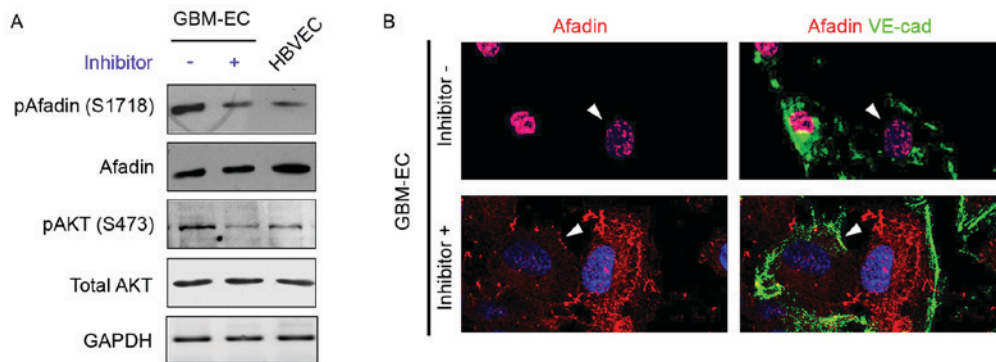 A
GBM-EC
HBVEC
Inhibitor - +
pAfadin (S1718)
Afadin
pAKT (S473)
Total AKT
GAPDH
B
Afadin
Afadin VE-cad
GBM-EC
Inhibitor -
Inhibitor +